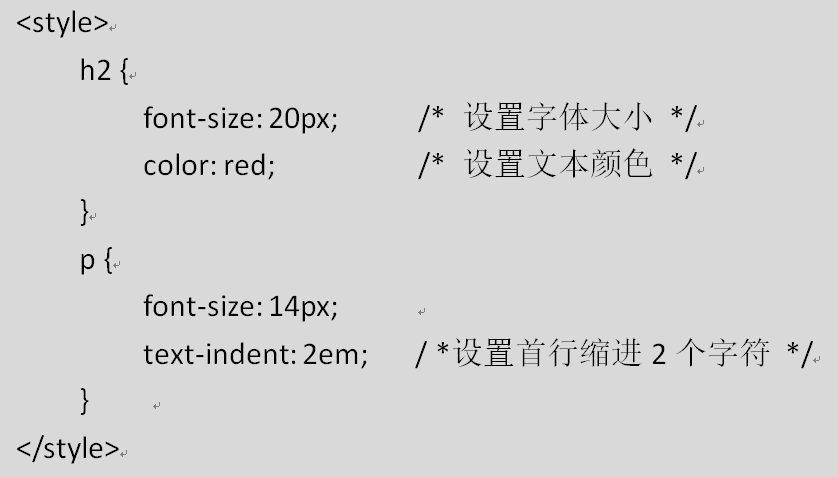 <style>
h2 {
font-size: 20px; /* 设置字体大小 */
color: red; /* 设置文本颜色 */
}
p {
font-size: 14px;
text-indent: 2em; / *设置首行缩进 2 个字符 */
}
</style>